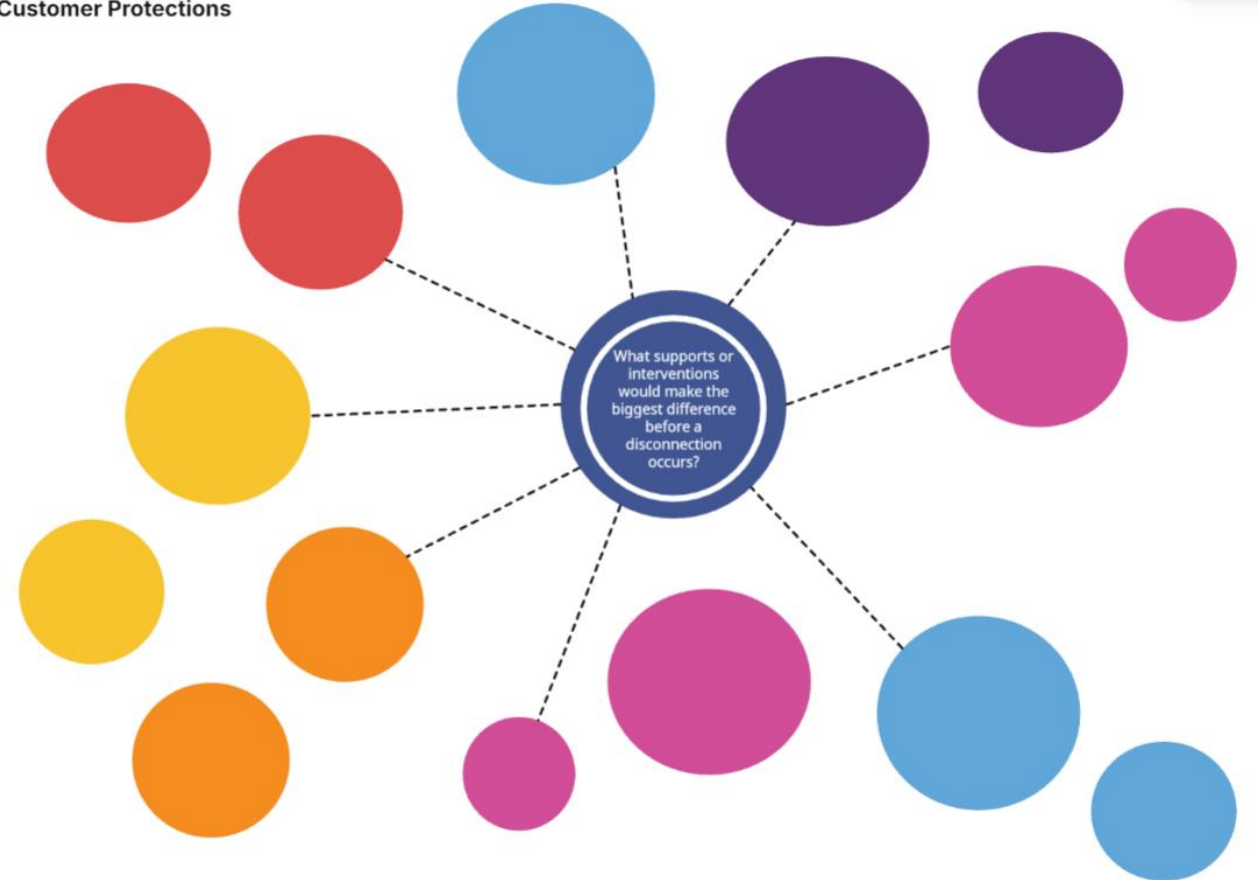 Customer Protections
What supports or
interventions
would make the
biggest difference
before a
disconnection
occurs?